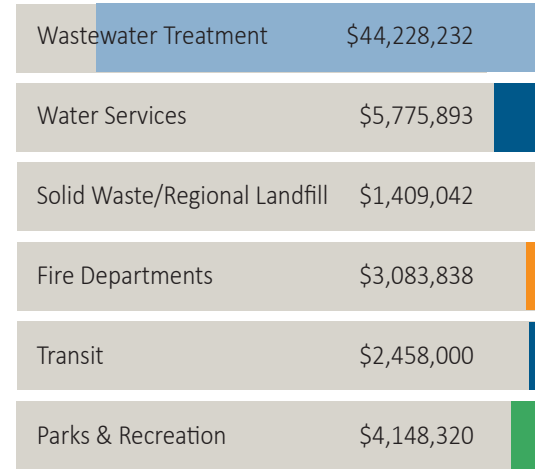 Wastewater Treatment $44,228,232
Water Services $5,775,893
Solid Waste/Regional Landfill $1,409,042
Fire Departments $3,083,838
Transit $2,458,000
Parks & Recreation $4,148,320